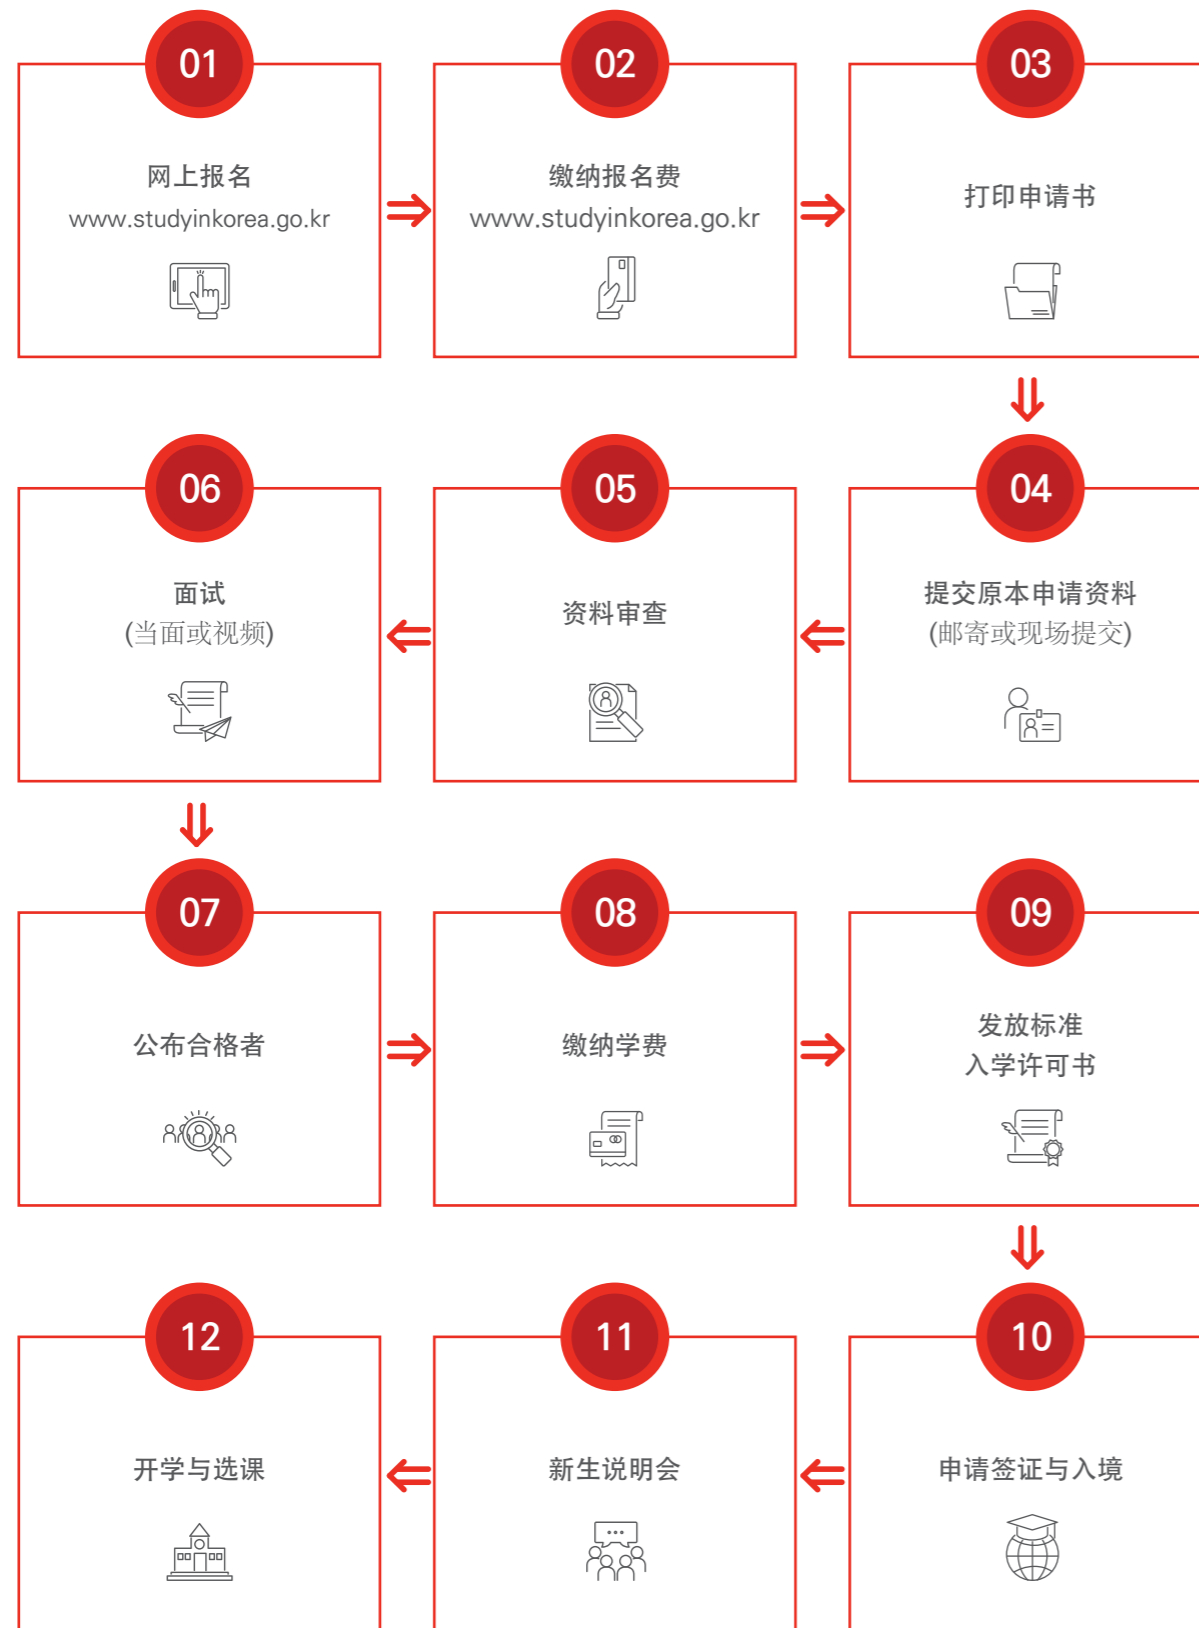 01
网上报名
www.studyinkorea.go.kr
02
缴纳报名费
www.studyinkorea.go.kr
03
打印申请书
04
提交原本申请资料
(邮寄或现场提交)
05
资料审查
06
面试
(当面或视频)
07
公布合格者
08
缴纳学费
09
发放标准
入学许可书
10
申请签证与入境
11
新生说明会
12
开学与选课